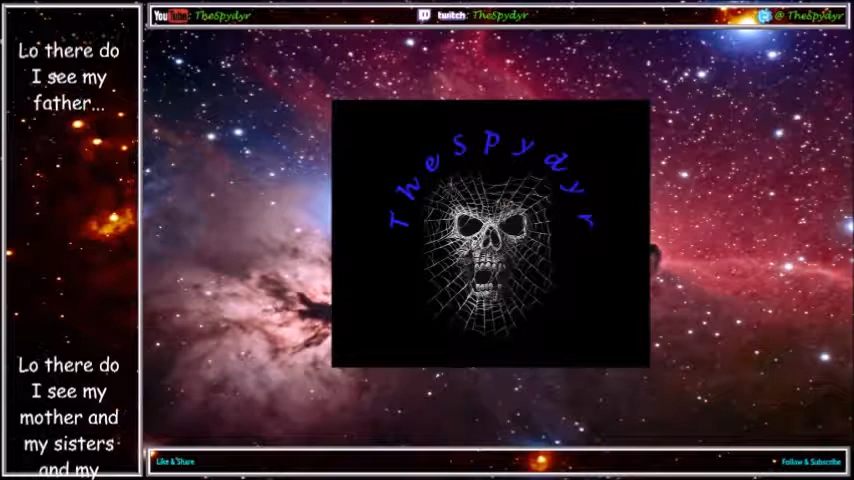 YouTube: TheSpydyr
twitch: TheSpydyr
@ TheSpydyr
Lo there do
I see my
father...
TheSpydyr
Lo there do
I see my
mother and
my sisters
and my
Like & Share
Follow & Subscribe